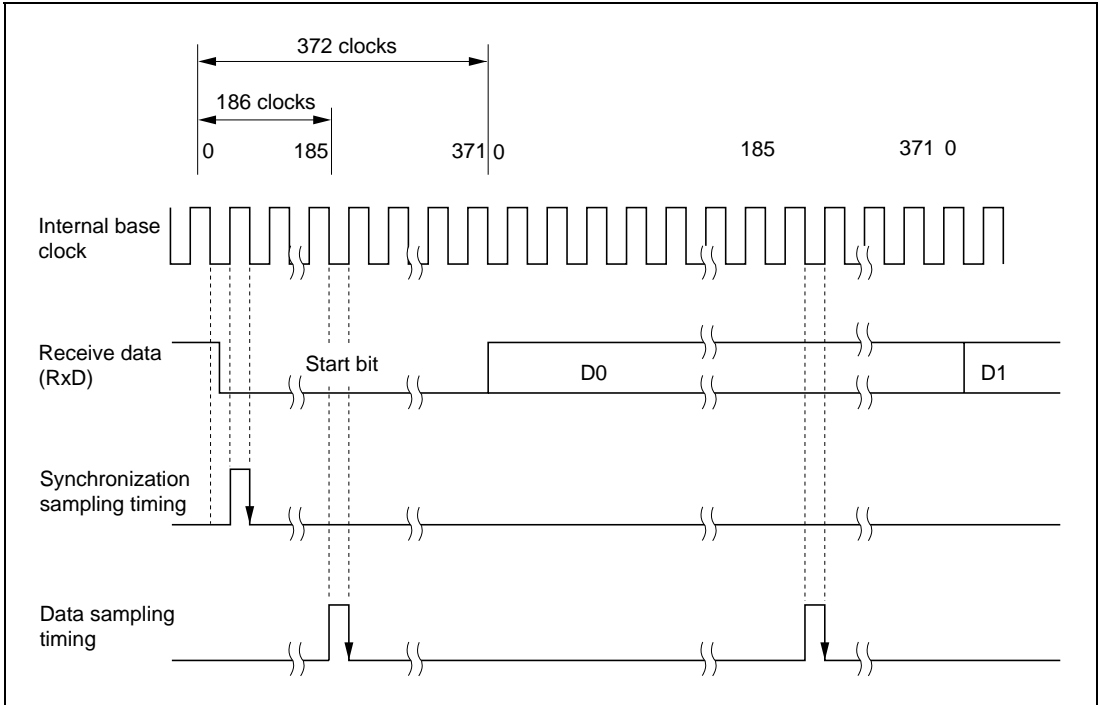 372 clocks
186 clocks
0 185 371 0 185 371 0
Internal base
clock
Receive data
(RxD)
Start bit D0 D1
Synchronization
sampling timing
Data sampling
timing